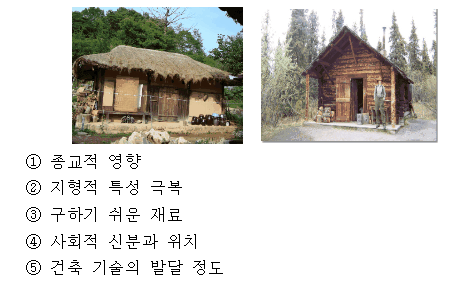 ① 종교적 영향
② 지형적 특성 극복
③ 구하기 쉬운 재료
④ 사회적 신분과 위치
⑤ 건축 기술의 발달 정도